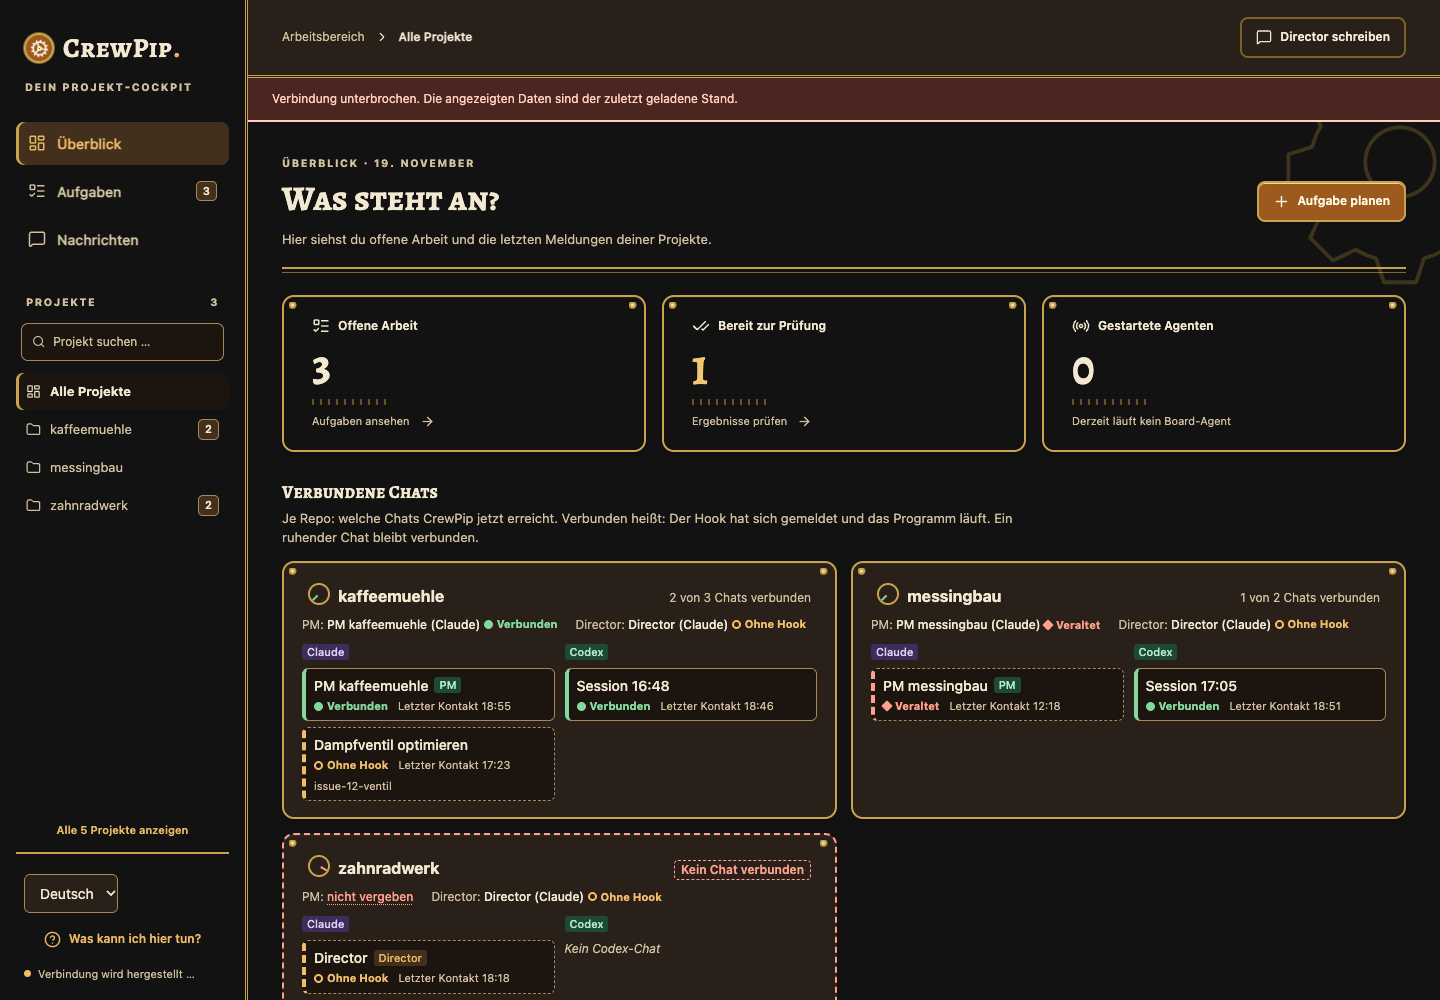 CrewPip.
DEIN PROJEKT-COCKPIT
Überblick
Aufgaben 3
Nachrichten
PROJEKTE 3
Projekt suchen ...
Alle Projekte
kaffeemuehle 2
messingbau
zahnradwerk 2
Alle 5 Projekte anzeigen
Deutsch
Was kann ich hier tun?
Verbindung wird hergestellt ...
Arbeitsbereich > Alle Projekte
Director schreiben
Verbindung unterbrochen. Die angezeigten Daten sind der zuletzt geladene Stand.
ÜBERBLICK · 19. NOVEMBER
Was steht an?
Aufgabe planen
Hier siehst du offene Arbeit und die letzten Meldungen deiner Projekte.
Offene Arbeit
3
Aufgaben ansehen →
Bereit zur Prüfung
1
Ergebnisse prüfen →
Gestartete Agenten
0
Derzeit läuft kein Board-Agent
Verbundene Chats
Je Repo: welche Chats CrewPip jetzt erreicht. Verbunden heißt: Der Hook hat sich gemeldet und das Programm läuft. Ein
ruhender Chat bleibt verbunden.
kaffeemuehle 2 von 3 Chats verbunden
PM: PM kaffeemuehle (Claude) Verbunden Director: Director (Claude) Ohne Hook
Claude
PM kaffeemuehle PM
Verbunden Letzter Kontakt 18:55
Dampfventil optimieren
Ohne Hook Letzter Kontakt 17:23
issue-12-ventil
Codex
Session 16:48
Verbunden Letzter Kontakt 18:46
messingbau 1 von 2 Chats verbunden
PM: PM messingbau (Claude) Veraltet Director: Director (Claude) Ohne Hook
Claude
PM messingbau PM
Veraltet Letzter Kontakt 12:18
Codex
Session 17:05
Verbunden Letzter Kontakt 18:51
zahnradwerk Kein Chat verbunden
PM: nicht vergeben Director: Director (Claude) Ohne Hook
Claude
Director Director
Ohne Hook Letzter Kontakt 18:18
Codex
Kein Codex-Chat